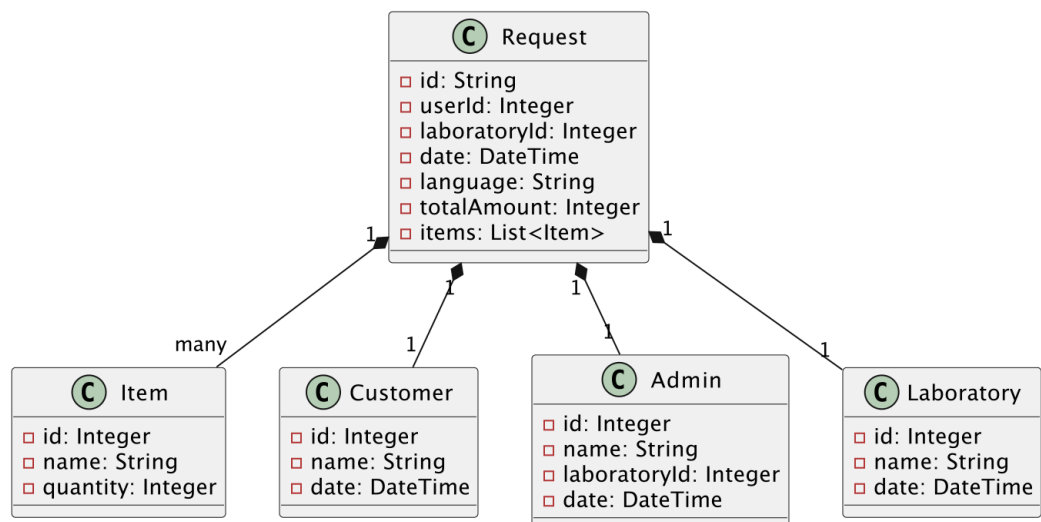 C Request
id: String
userId: Integer
laboratoryId: Integer
date: DateTime
language: String
totalAmount: Integer
items: List<Item>
1
1
1
1
many
1
1
1
C Item
id: Integer
name: String
quantity: Integer
C Customer
id: Integer
name: String
date: DateTime
C Admin
id: Integer
name: String
laboratoryId: Integer
date: DateTime
C Laboratory
id: Integer
name: String
date: DateTime